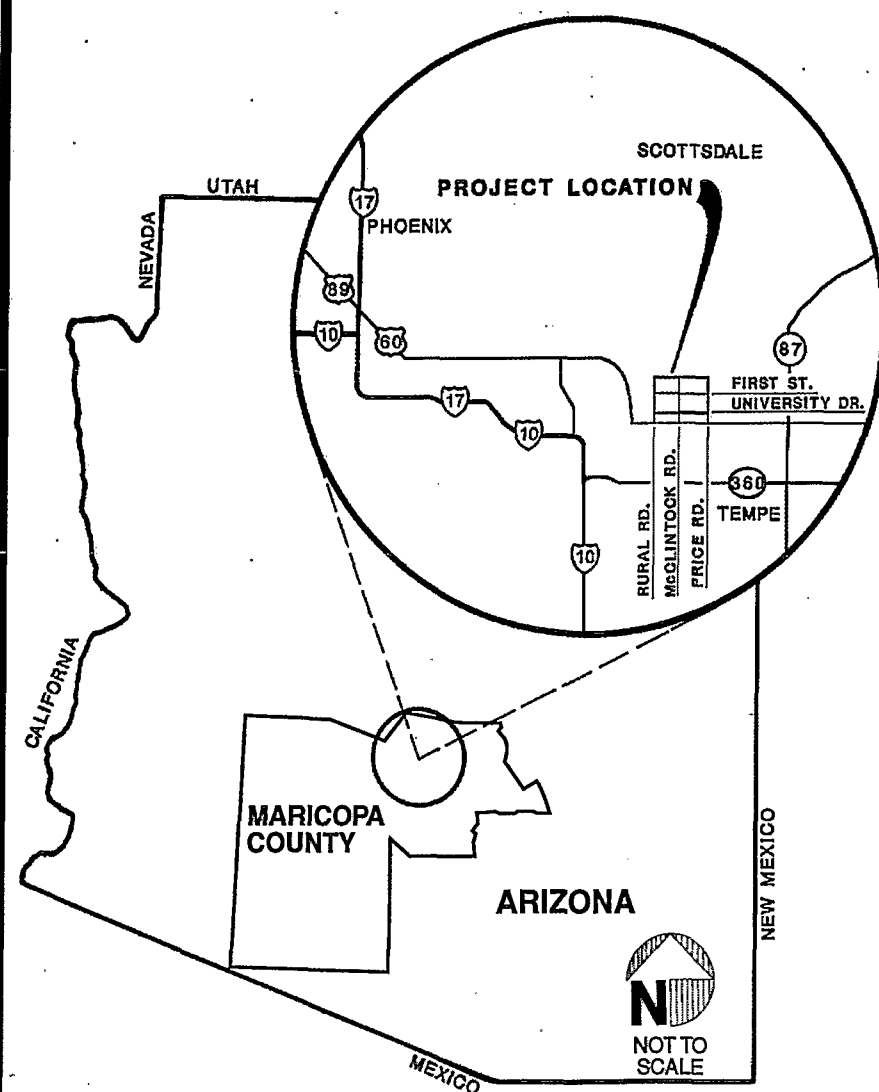 SCOTTSDALE
PROJECT LOCATION
UTAH
17
PHOENIX
NEVADA
89
10
60
87
FIRST ST.
UNIVERSITY DR.
17
10
360
TEMPE
RURAL RD.
McCLINTOCK RD.
PRICE RD.
10
CALIFORNIA
MARICOPA
COUNTY
ARIZONA
NEW MEXICO
N
NOT TO
SCALE
MEXICO